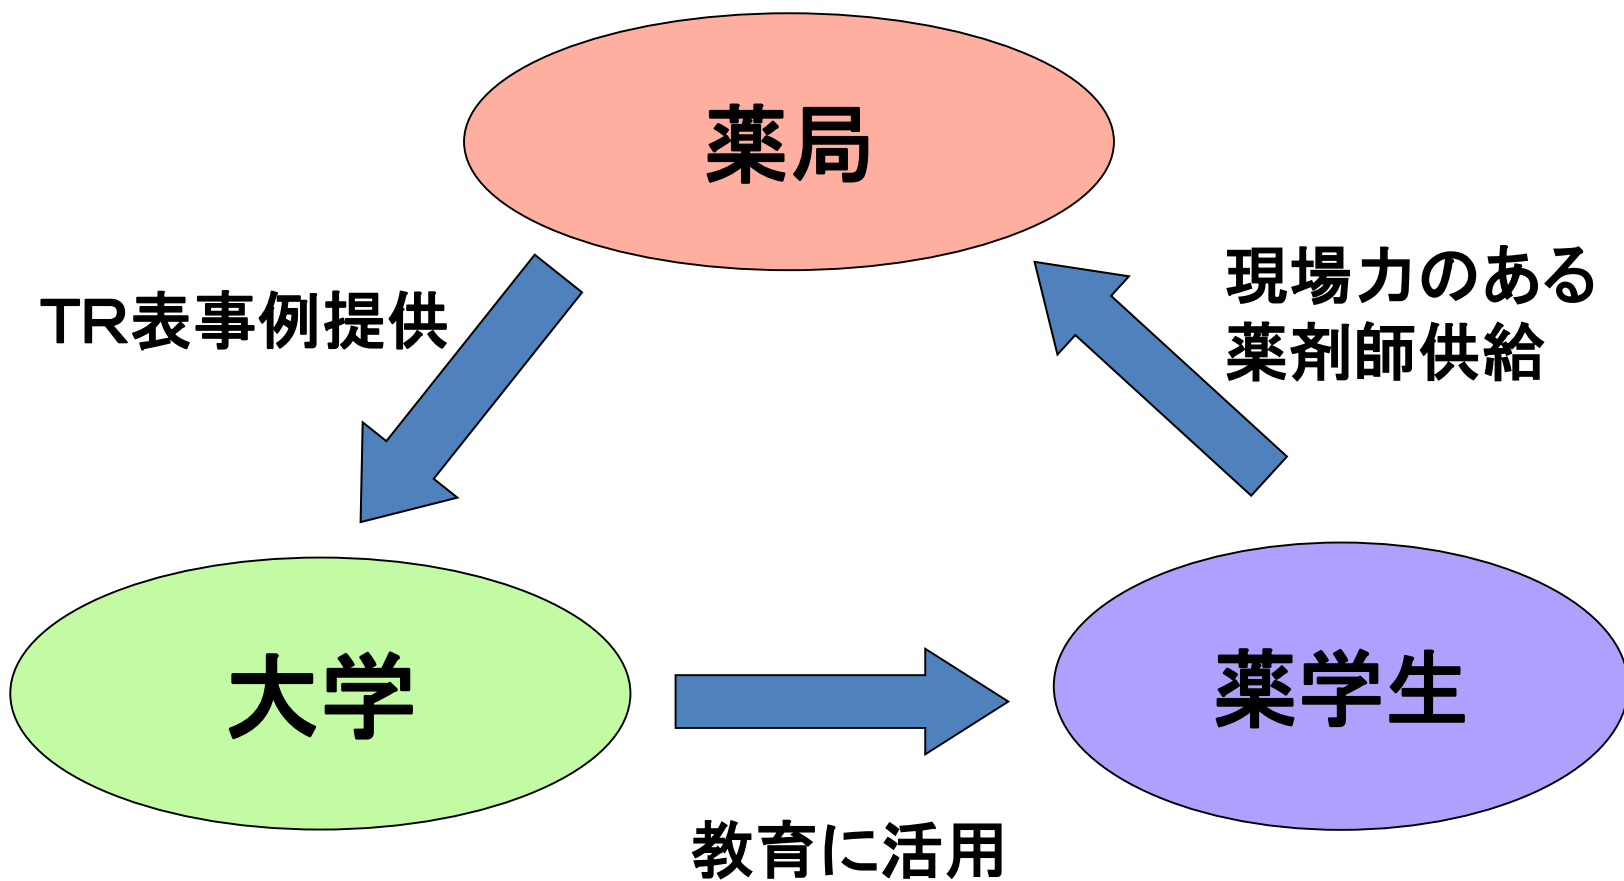 薬局
TR表事例提供
現場力のある
薬剤師供給
大学
薬学生
教育に活用